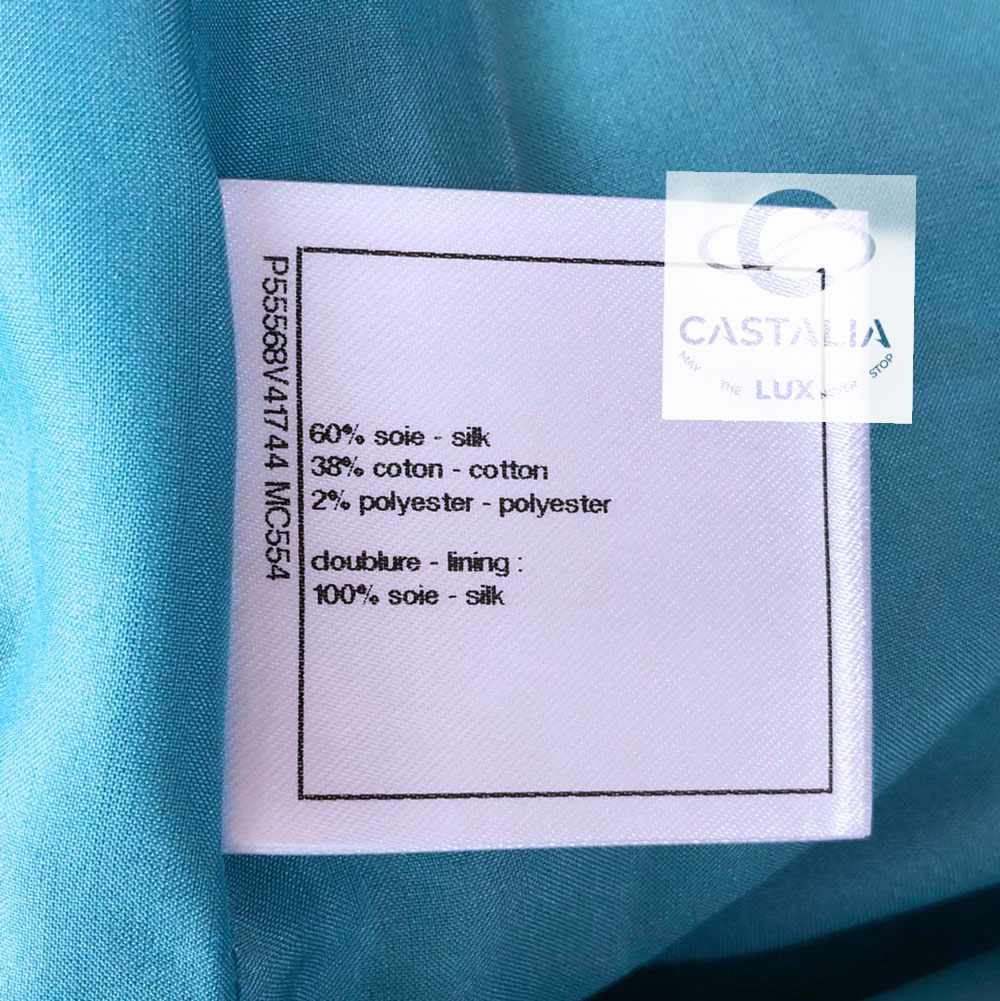 CASTALIA
MAY THE LUX NEVER STOP
P55568V41744 MC554
60% soie - silk
38% coton - cotton
2% polyester - polyester
doublure - lining :
100% soie - silk